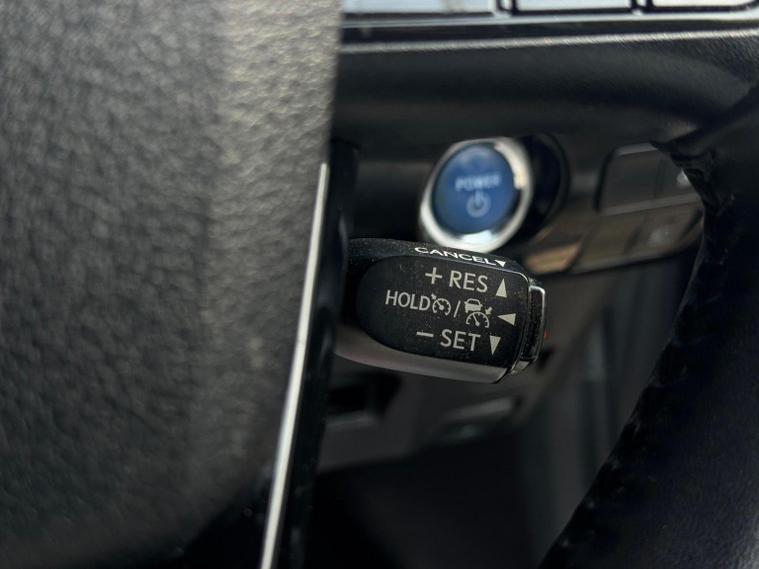 POWER
CANCEL▼
+ RES ▲
HOLD / ◀
− SET ▼